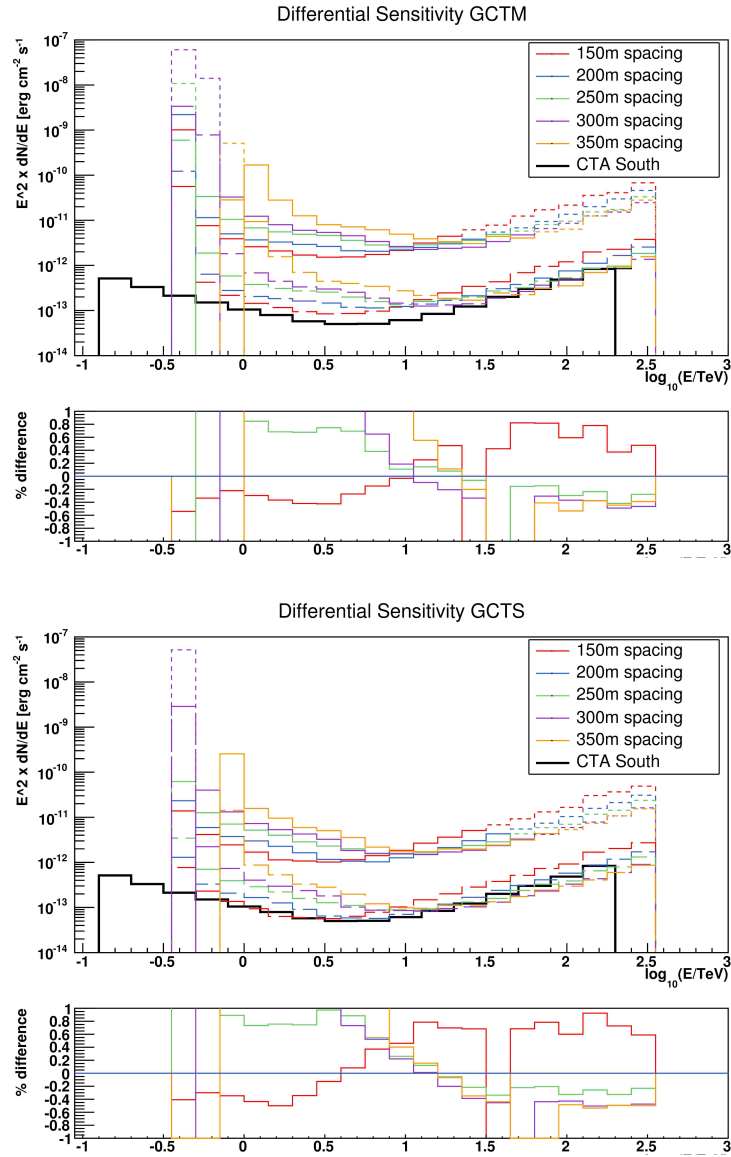 Differential Sensitivity GCTM
E^2 x dN/dE [erg cm⁻² s⁻¹]
10⁻⁷
10⁻⁸
10⁻⁹
10⁻¹⁰
10⁻¹¹
10⁻¹²
10⁻¹³
10⁻¹⁴
150m spacing
200m spacing
250m spacing
300m spacing
350m spacing
CTA South
-1 -0.5 0 0.5 1 1.5 2 2.5 3
log₁₀(E/TeV)
% difference
1
0.8
0.6
0.4
0.2
0
-0.2
-0.4
-0.6
-0.8
-1
-1 -0.5 0 0.5 1 1.5 2 2.5 3
Differential Sensitivity GCTS
E^2 x dN/dE [erg cm⁻² s⁻¹]
10⁻⁷
10⁻⁸
10⁻⁹
10⁻¹⁰
10⁻¹¹
10⁻¹²
10⁻¹³
10⁻¹⁴
150m spacing
200m spacing
250m spacing
300m spacing
350m spacing
CTA South
-1 -0.5 0 0.5 1 1.5 2 2.5 3
log₁₀(E/TeV)
% difference
1
0.8
0.6
0.4
0.2
0
-0.2
-0.4
-0.6
-0.8
-1
-1 -0.5 0 0.5 1 1.5 2 2.5 3